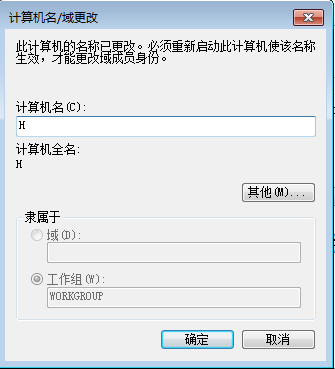 计算机名/域更改
此计算机的名称已更改。必须重新启动此计算机使该名称
生效，才能更改域成员身份。
计算机名(C):
H
计算机全名:
H
其他(M)...
隶属于
域(D):
工作组(W):
WORKGROUP
确定
取消